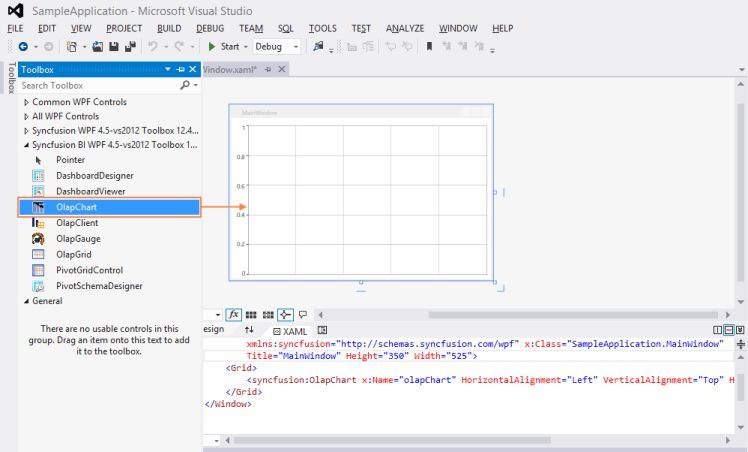 SampleApplication - Microsoft Visual Studio
FILE EDIT VIEW PROJECT BUILD DEBUG TEAM SQL TOOLS TEST ANALYZE WINDOW HELP
Start Debug
Toolbox
Toolbox
Vindow.xaml*
Search Toolbox
Common WPF Controls
All WPF Controls
Syncfusion WPF 4.5-vs2012 Toolbox 12.4...
Syncfusion BI WPF 4.5-vs2012 Toolbox 1...
Pointer
DashboardDesigner
DashboardViewer
OlapChart
OlapClient
OlapGauge
OlapGrid
PivotGridControl
PivotSchemaDesigner
General
There are no usable controls in this
group. Drag an item onto this text to add
it to the toolbox.
MainWindow
1
0.8
0.6
0.4
0.2
0
fx
esign
XAML
xmlns:syncfusion="http://schemas.syncfusion.com/wpf" x:Class="SampleApplication.MainWindow"
Title="MainWindow" Height="350" Width="525">
<Grid>
<syncfusion:OlapChart x:Name="olapChart" HorizontalAlignment="Left" VerticalAlignment="Top" H
</Grid>
</Window>